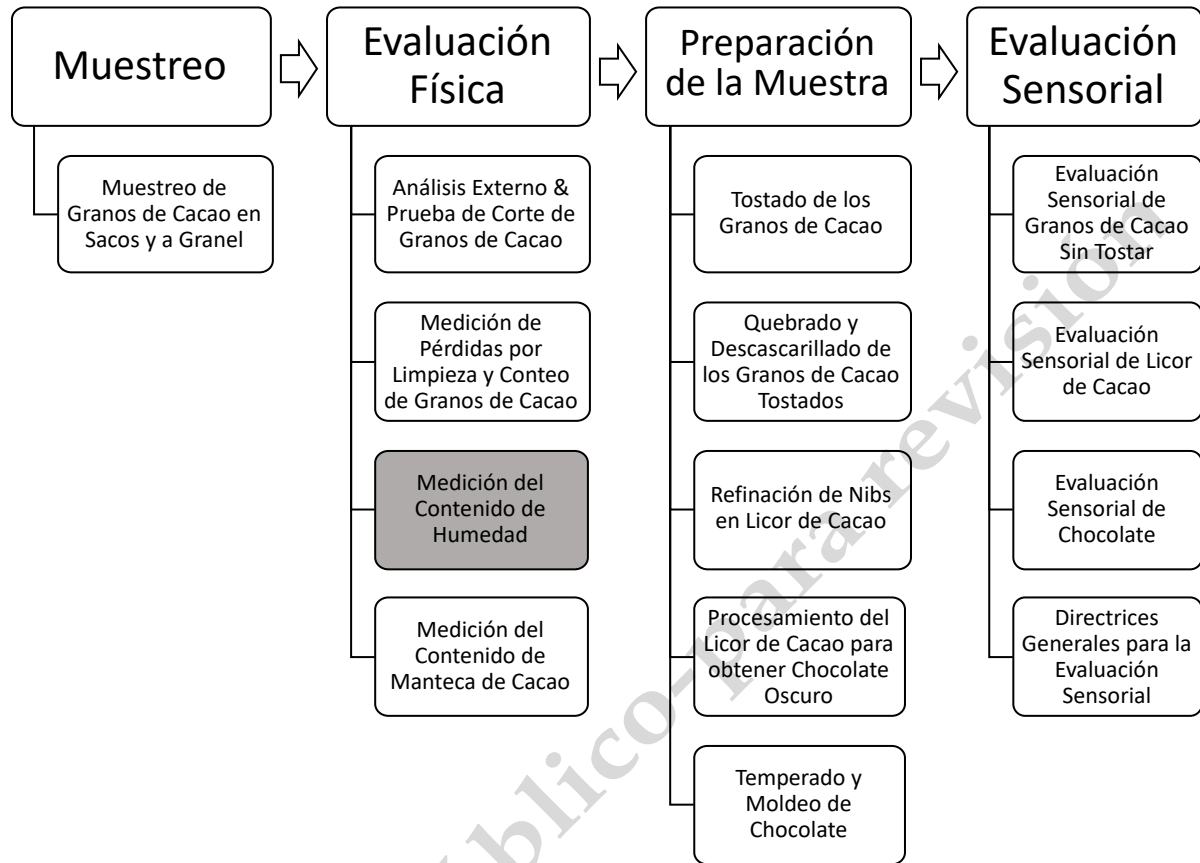 Muestreo
Muestreo de
Granos de Cacao en
Sacos y a Granel
Evaluación
Física
Análisis Externo &
Prueba de Corte de
Granos de Cacao
Medición de
Pérdidas por
Limpieza y Conteo
de Granos de Cacao
Medición del
Contenido de
Humedad
Medición del
Contenido de
Manteca de Cacao
Preparación
de la Muestra
Tostado de los
Granos de Cacao
Quebrado y
Descascarillado de
los Granos de Cacao
Tostados
Refinación de Nibs
en Licor de Cacao
Procesamiento del
Licor de Cacao para
obtener Chocolate
Oscuro
Temperado y
Moldeo de
Chocolate
Evaluación
Sensorial
Evaluación
Sensorial de
Granos de Cacao
Sin Tostar
Evaluación
Sensorial de Licor
de Cacao
Evaluación
Sensorial de
Chocolate
Directrices
Generales para la
Evaluación
Sensorial
blico-para revisión